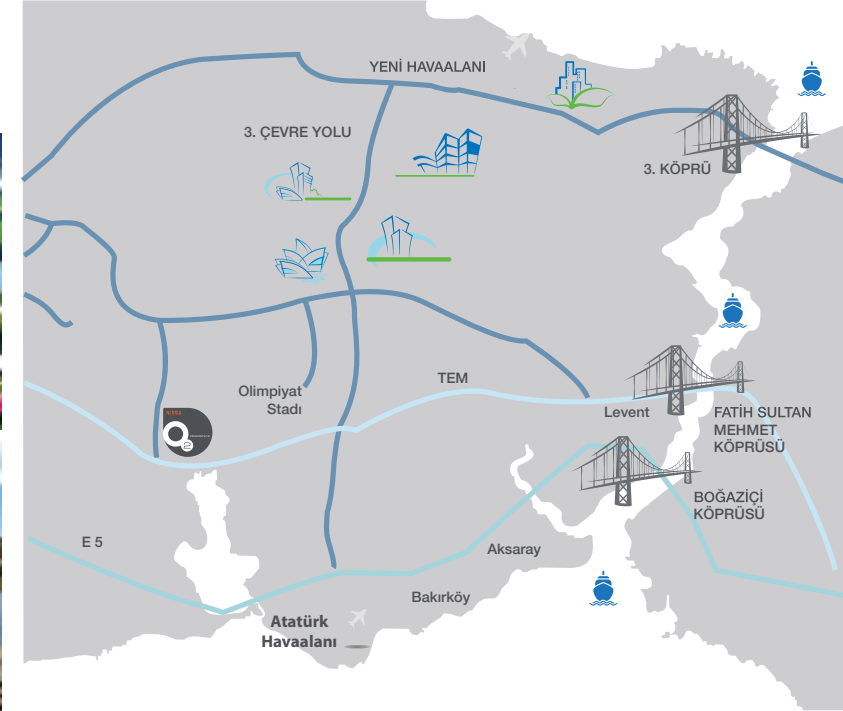 YENİ HAVAALANI
3. ÇEVRE YOLU
3. KÖPRÜ
TEM
Olimpiyat
Stadı
Levent
FATİH SULTAN
MEHMET
KÖPRÜSÜ
BOĞAZİÇİ
KÖPRÜSÜ
E 5
Aksaray
Bakırköy
Atatürk
Havaalanı